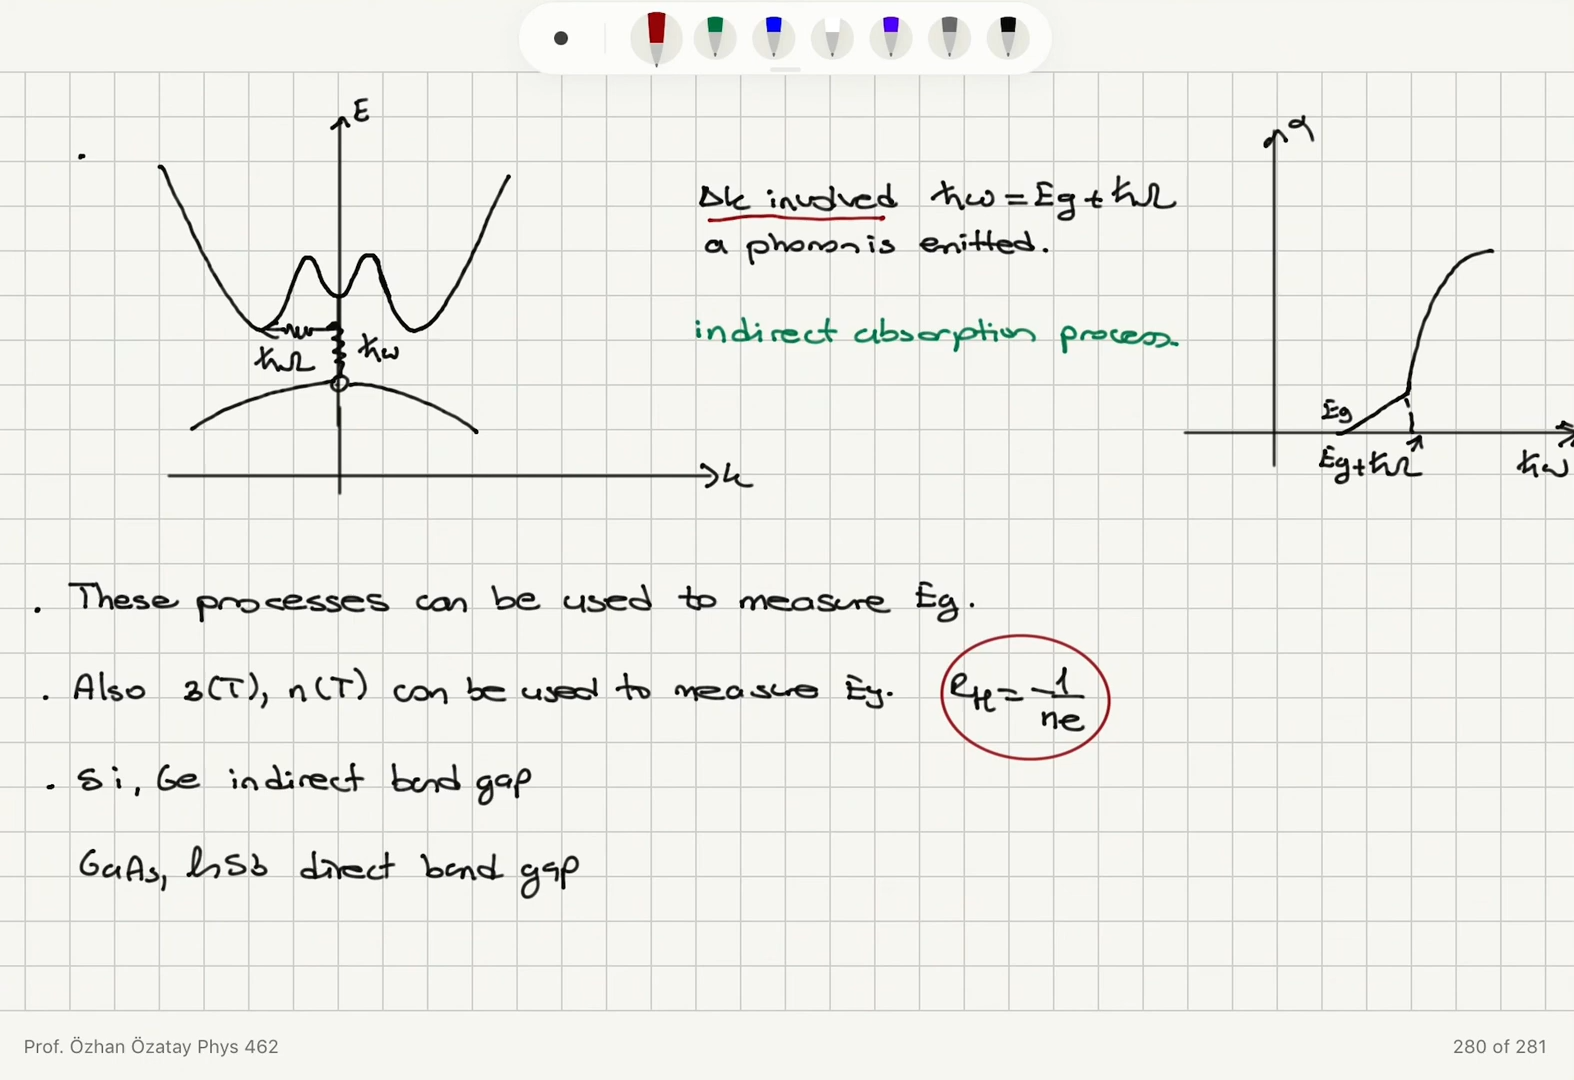 E
Δk involved ħω = Eg + ħΩ
a phonon is emitted.
indirect absorption process.
ħΩ
ħω
k
α
Eg
Eg+ħΩ
ħω
. These processes can be used to measure Eg.
. Also σ(T), n(T) can be used to measure Eg. R_H = -1/ne
. Si, Ge indirect band gap
GaAs, InSb direct band gap
Prof. Özhan Özatay Phys 462
280 of 281